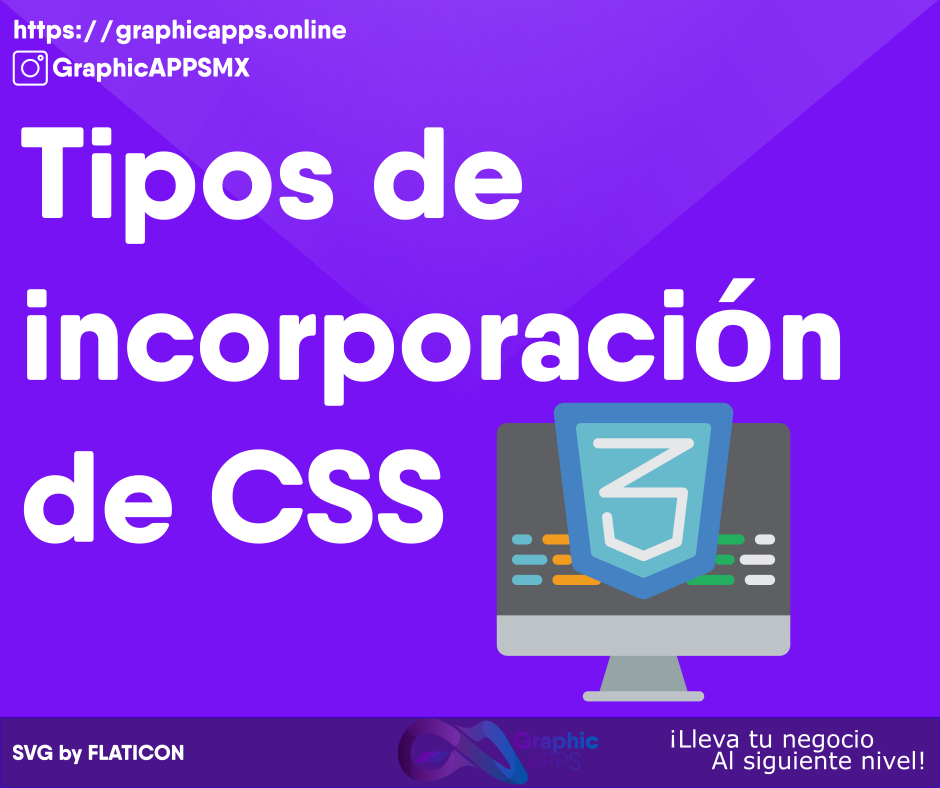 https://graphicapps.online
GraphicAPPSMX
Tipos de
incorporación
de CSS
SVG by FLATICON
Graphic
APPS
¡Lleva tu negocio
Al siguiente nivel!